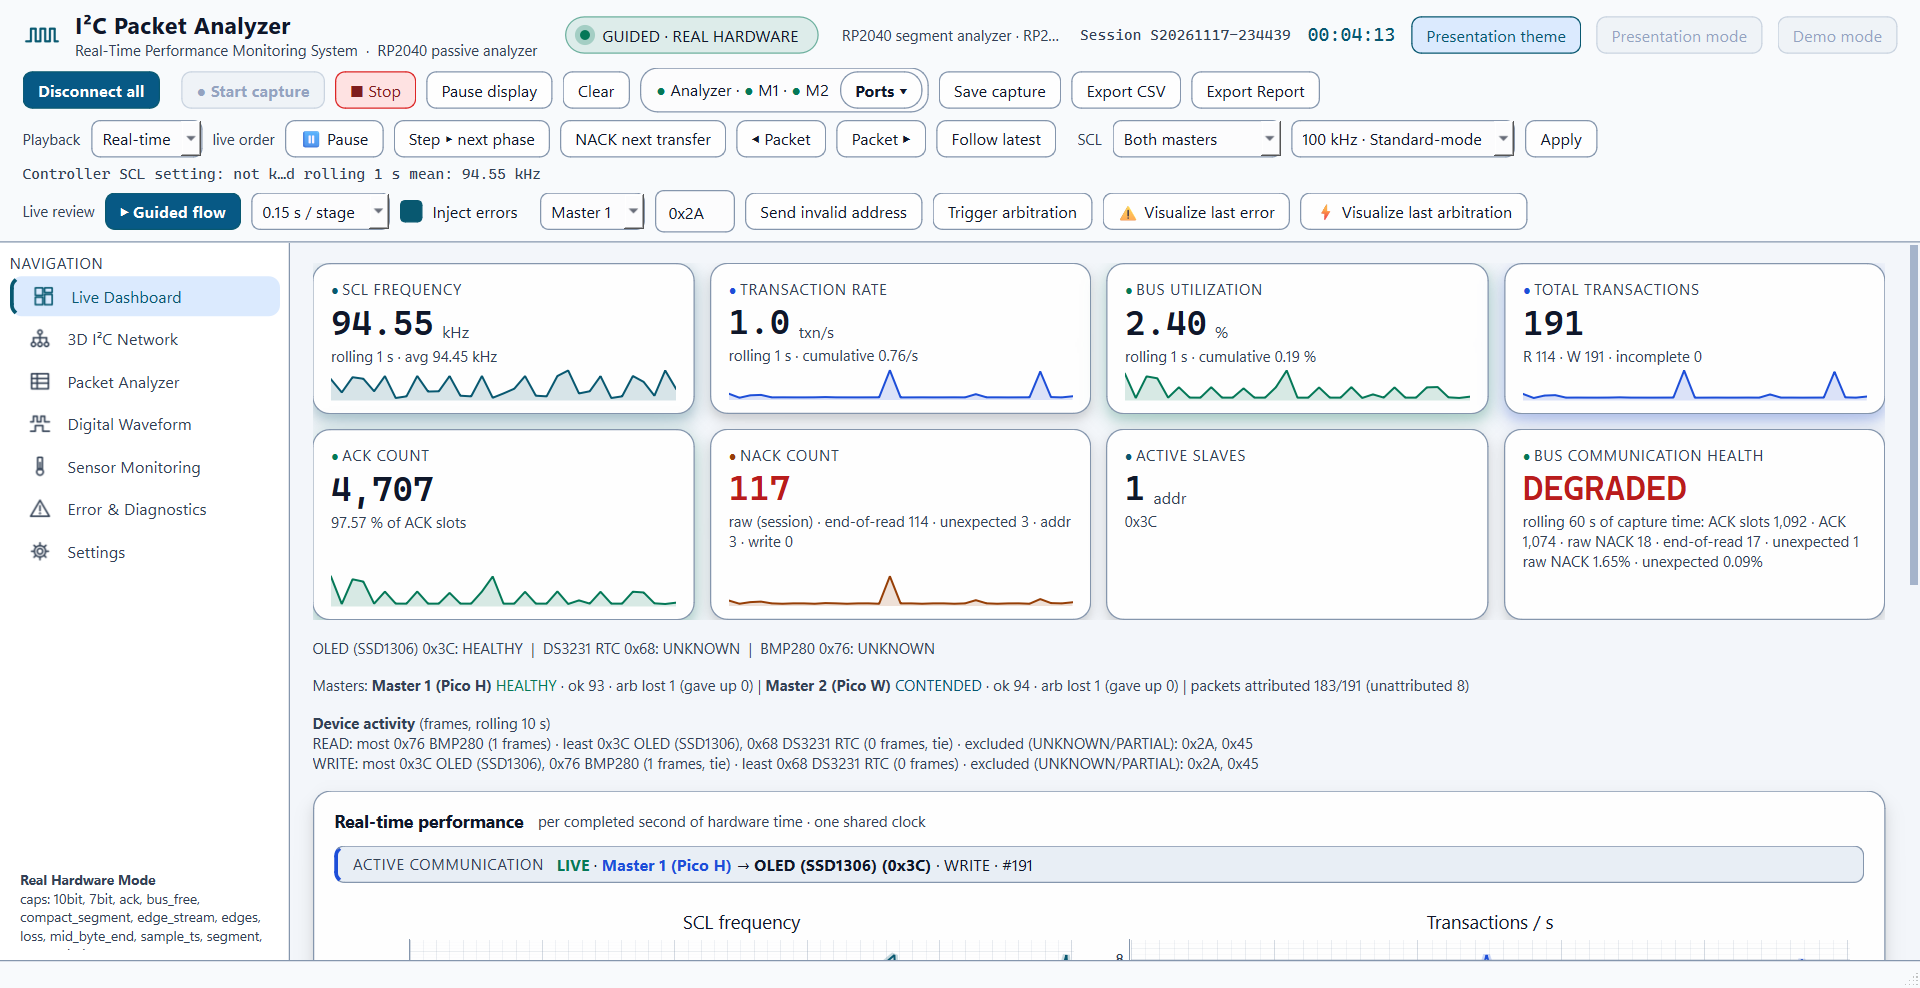 I²C Packet Analyzer
Real-Time Performance Monitoring System · RP2040 passive analyzer
GUIDED · REAL HARDWARE
RP2040 segment analyzer · RP2...
Session S20261117-234439
00:04:13
Presentation theme
Presentation mode
Demo mode
Disconnect all
● Start capture
■ Stop
Pause display
Clear
● Analyzer · ● M1 · ● M2
Ports ▾
Save capture
Export CSV
Export Report
Playback
Real-time
live order
⏸ Pause
Step ▸ next phase
NACK next transfer
◂ Packet
Packet ▸
Follow latest
SCL
Both masters
100 kHz · Standard-mode
Apply
Controller SCL setting: not k…d rolling 1 s mean: 94.55 kHz
Live review
▸ Guided flow
0.15 s / stage
Inject errors
Master 1
0x2A
Send invalid address
Trigger arbitration
⚠ Visualize last error
⚡ Visualize last arbitration
NAVIGATION
Live Dashboard
3D I²C Network
Packet Analyzer
Digital Waveform
Sensor Monitoring
Error & Diagnostics
Settings
Real Hardware Mode
caps: 10bit, 7bit, ack, bus_free,
compact_segment, edge_stream, edges,
loss, mid_byte_end, sample_ts, segment,
● SCL FREQUENCY
94.55 kHz
rolling 1 s · avg 94.45 kHz
● TRANSACTION RATE
1.0 txn/s
rolling 1 s · cumulative 0.76/s
● BUS UTILIZATION
2.40 %
rolling 1 s · cumulative 0.19 %
● TOTAL TRANSACTIONS
191
R 114 · W 191 · incomplete 0
● ACK COUNT
4,707
97.57 % of ACK slots
● NACK COUNT
117
raw (session) · end-of-read 114 · unexpected 3 · addr
3 · write 0
● ACTIVE SLAVES
1 addr
0x3C
● BUS COMMUNICATION HEALTH
DEGRADED
rolling 60 s of capture time: ACK slots 1,092 · ACK
1,074 · raw NACK 18 · end-of-read 17 · unexpected 1
raw NACK 1.65% · unexpected 0.09%
OLED (SSD1306) 0x3C: HEALTHY | DS3231 RTC 0x68: UNKNOWN | BMP280 0x76: UNKNOWN
Masters: Master 1 (Pico H) HEALTHY · ok 93 · arb lost 1 (gave up 0) | Master 2 (Pico W) CONTENDED · ok 94 · arb lost 1 (gave up 0) | packets attributed 183/191 (unattributed 8)
Device activity (frames, rolling 10 s)
READ: most 0x76 BMP280 (1 frames) · least 0x3C OLED (SSD1306), 0x68 DS3231 RTC (0 frames, tie) · excluded (UNKNOWN/PARTIAL): 0x2A, 0x45
WRITE: most 0x3C OLED (SSD1306), 0x76 BMP280 (1 frames, tie) · least 0x68 DS3231 RTC (0 frames) · excluded (UNKNOWN/PARTIAL): 0x2A, 0x45
Real-time performance per completed second of hardware time · one shared clock
ACTIVE COMMUNICATION LIVE · Master 1 (Pico H) → OLED (SSD1306) (0x3C) · WRITE · #191
SCL frequency
Transactions / s
8